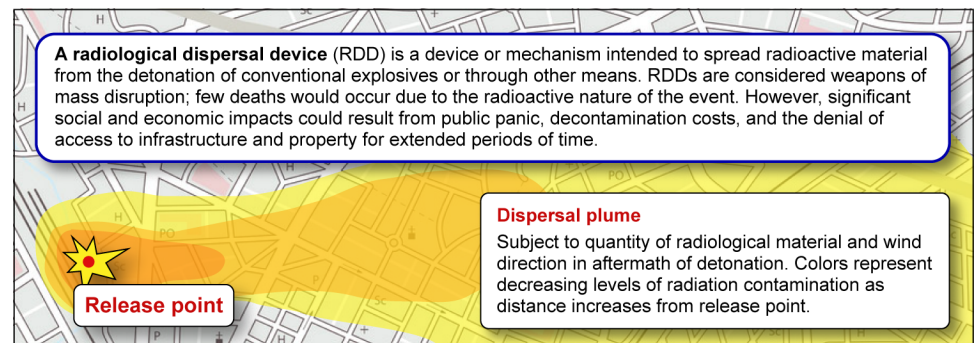 PO
H
A radiological dispersal device (RDD) is a device or mechanism intended to spread radioactive material
from the detonation of conventional explosives or through other means. RDDs are considered weapons of
mass disruption; few deaths would occur due to the radioactive nature of the event. However, significant
social and economic impacts could result from public panic, decontamination costs, and the denial of
access to infrastructure and property for extended periods of time.
PO
H
PO
Dispersal plume
Subject to quantity of radiological material and wind
direction in aftermath of detonation. Colors represent
decreasing levels of radiation contamination as
distance increases from release point.
P
Sc
Release point
P
H